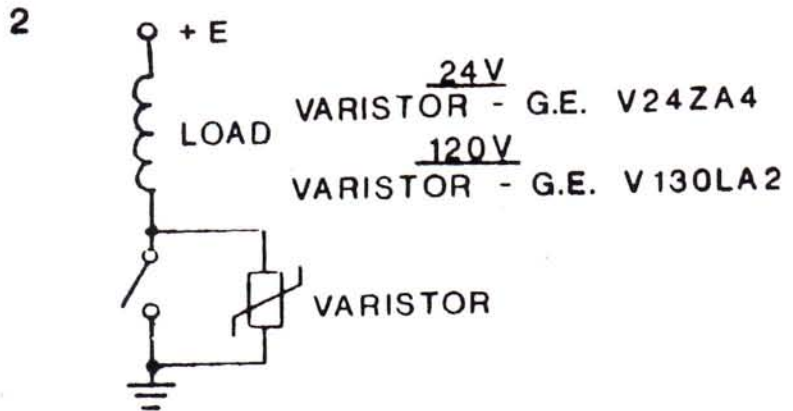 2
+ E
24V
VARISTOR - G.E. V24ZA4
LOAD
120V
VARISTOR - G.E. V130LA2
VARISTOR